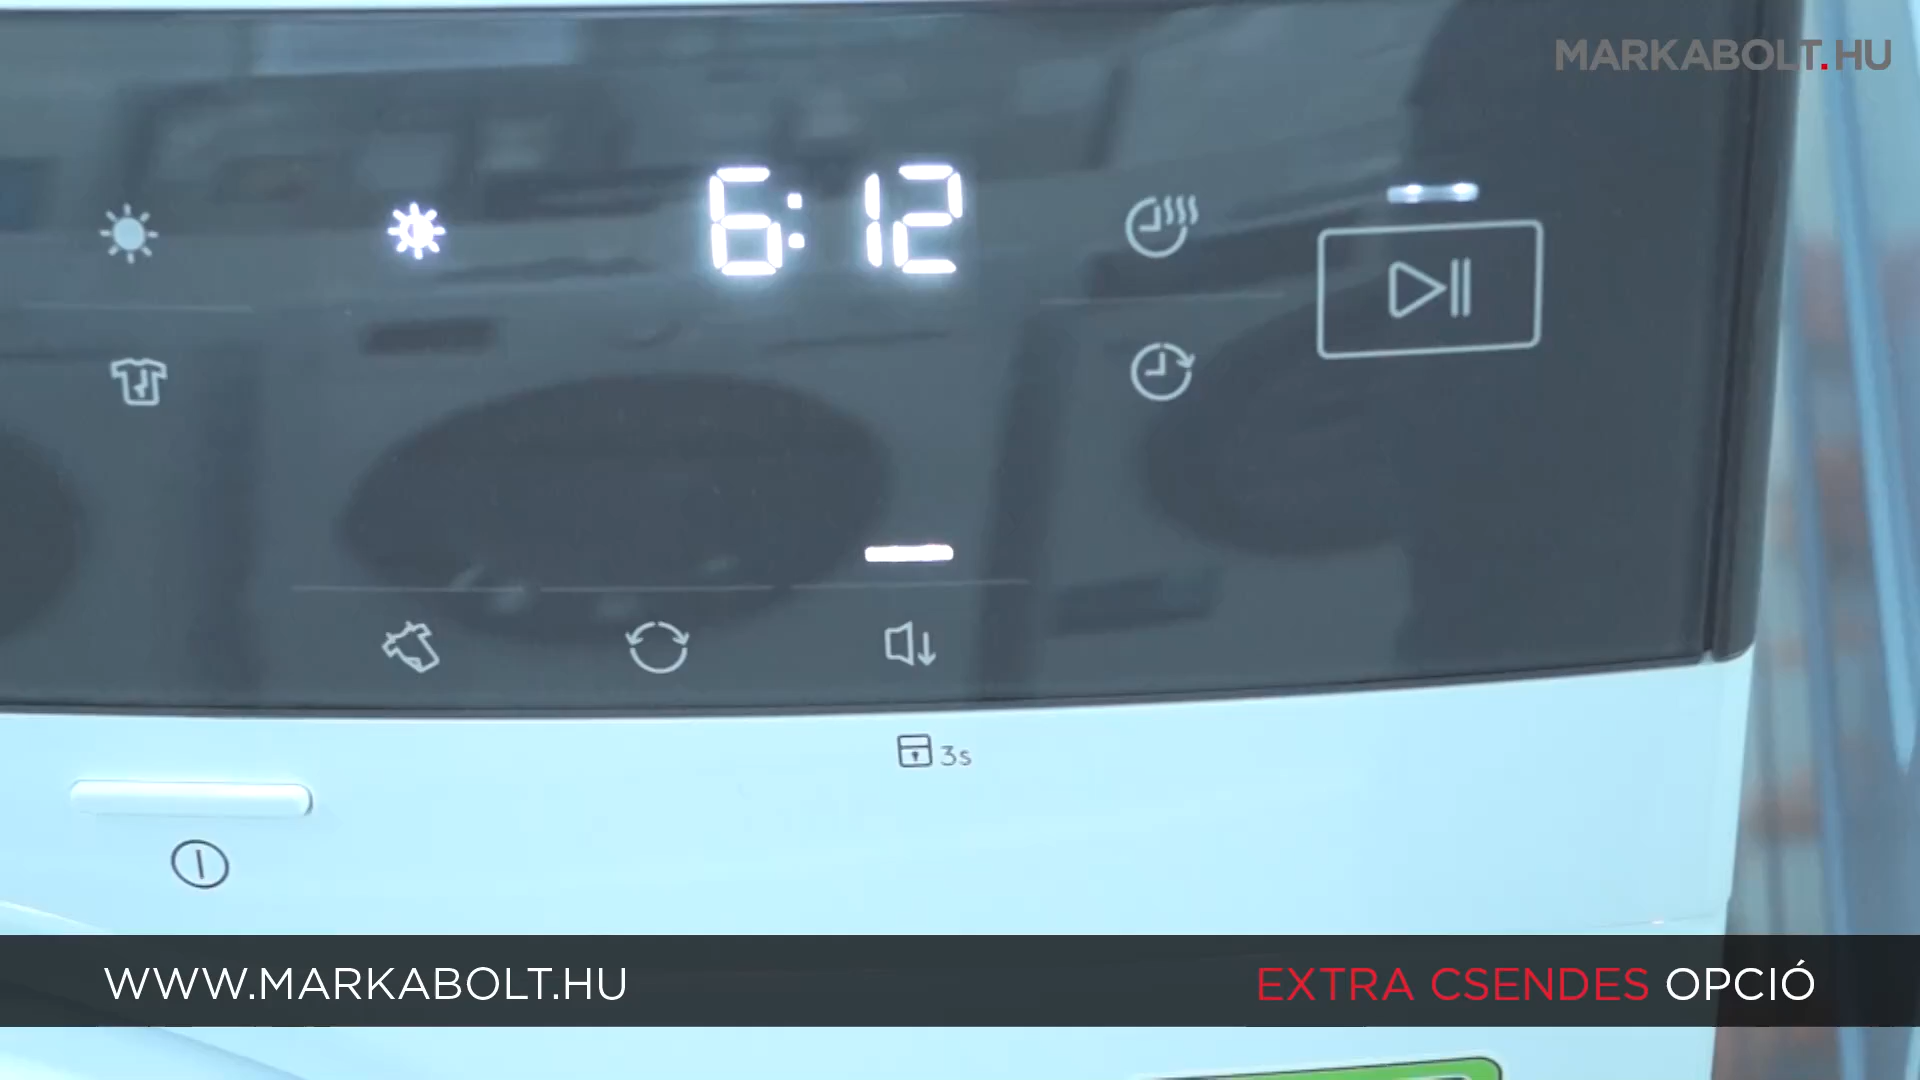 MARKABOLT.HU
6:12
3s
WWW.MARKABOLT.HU
EXTRA CSENDES OPCIÓ